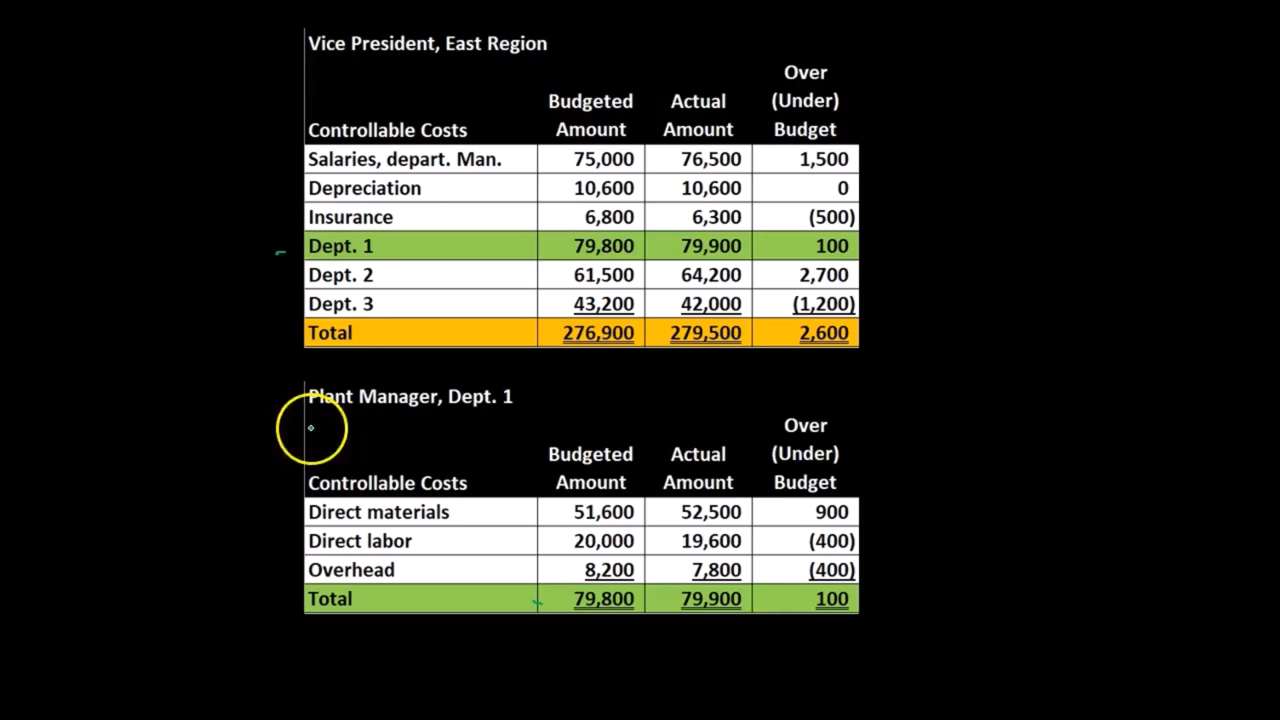 Vice President, East Region
Over
Budgeted Actual (Under)
Controllable Costs Amount Amount Budget
Salaries, depart. Man. 75,000 76,500 1,500
Depreciation 10,600 10,600 0
Insurance 6,800 6,300 (500)
Dept. 1 79,800 79,900 100
Dept. 2 61,500 64,200 2,700
Dept. 3 43,200 42,000 (1,200)
Total 276,900 279,500 2,600
Plant Manager, Dept. 1
Over
Budgeted Actual (Under)
Controllable Costs Amount Amount Budget
Direct materials 51,600 52,500 900
Direct labor 20,000 19,600 (400)
Overhead 8,200 7,800 (400)
Total 79,800 79,900 100